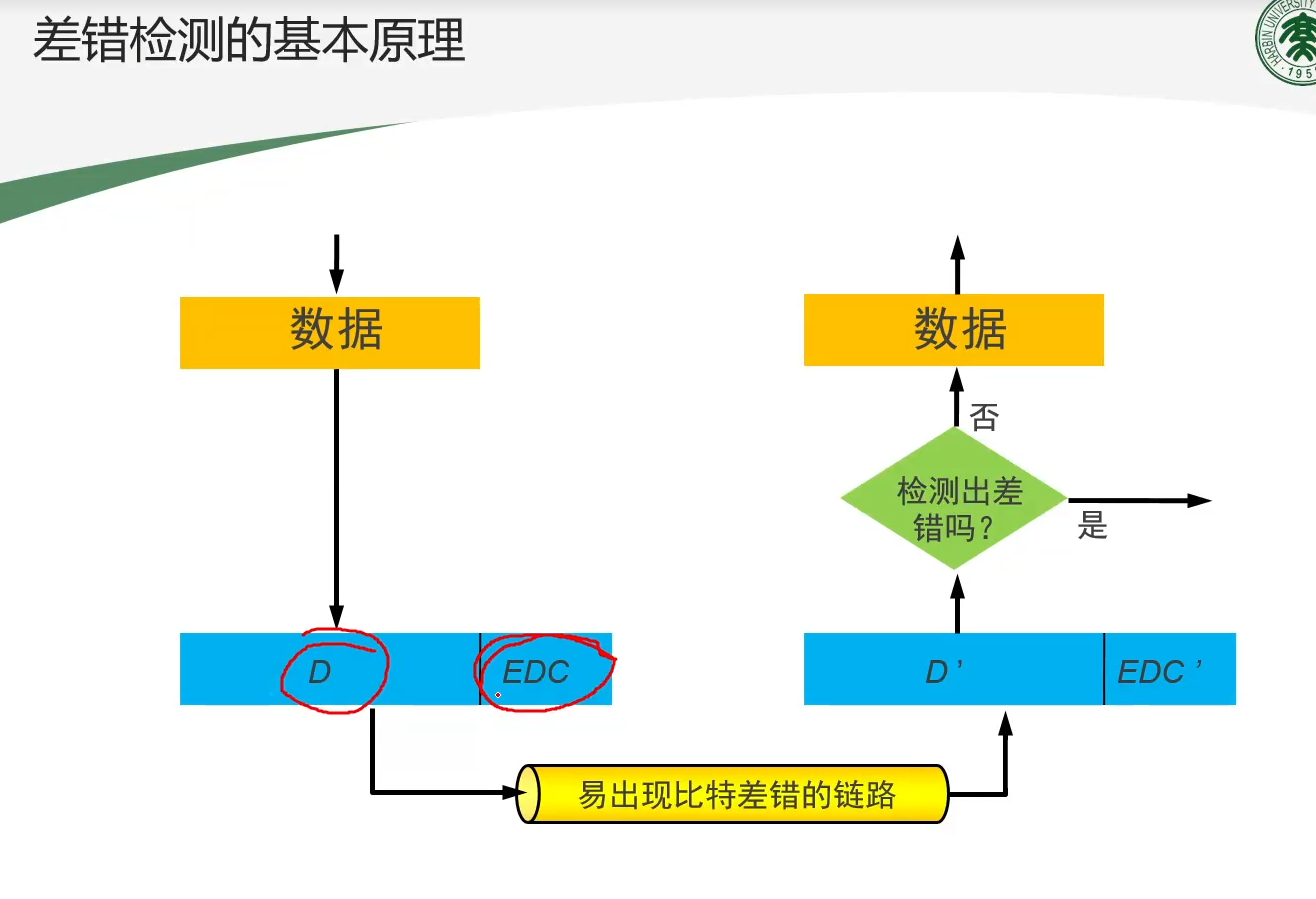 差错检测的基本原理
HARBIN UNIVERSITY
195
数据
数据
否
检测出差
错吗?
是
D
EDC
D '
EDC '
易出现比特差错的链路